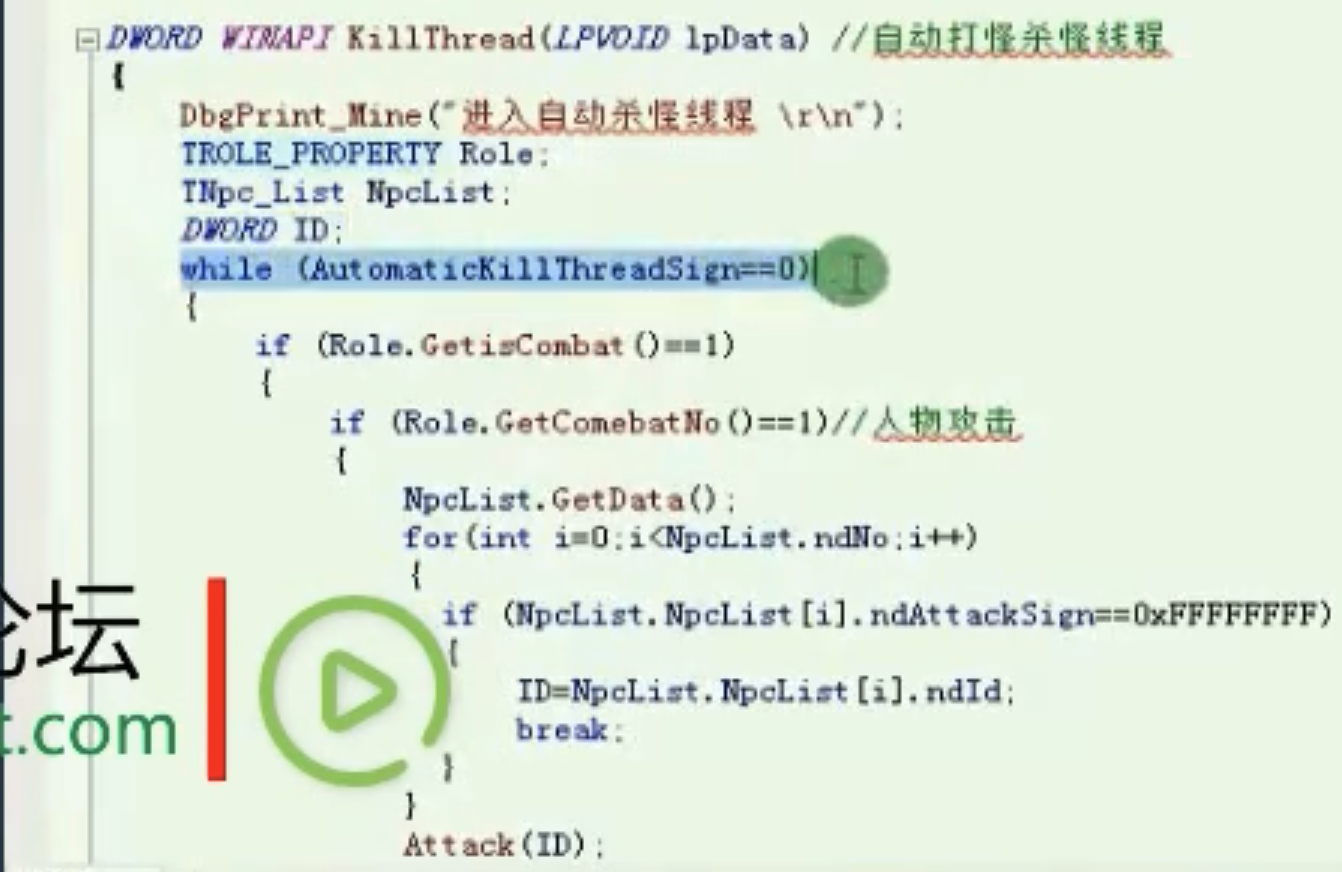 DWORD WINAPI KillThread(LPVOID lpData) //自动打怪杀怪线程
{
DbgPrint_Mine("进入自动杀怪线程 \r\n");
TROLE_PROPERTY Role;
TNpc_List NpcList;
DWORD ID;
while (AutomaticKillThreadSign==0)
{
if (Role.GetisCombat()==1)
{
if (Role.GetComebatNo()==1)//人物攻击
{
NpcList.GetData();
for(int i=0;i<NpcList.ndNo;i++)
{
if (NpcList.NpcList[i].ndAttackSign==0xFFFFFFFF)
{
ID=NpcList.NpcList[i].ndId;
break;
}
}
Attack(ID);
论坛
t.com